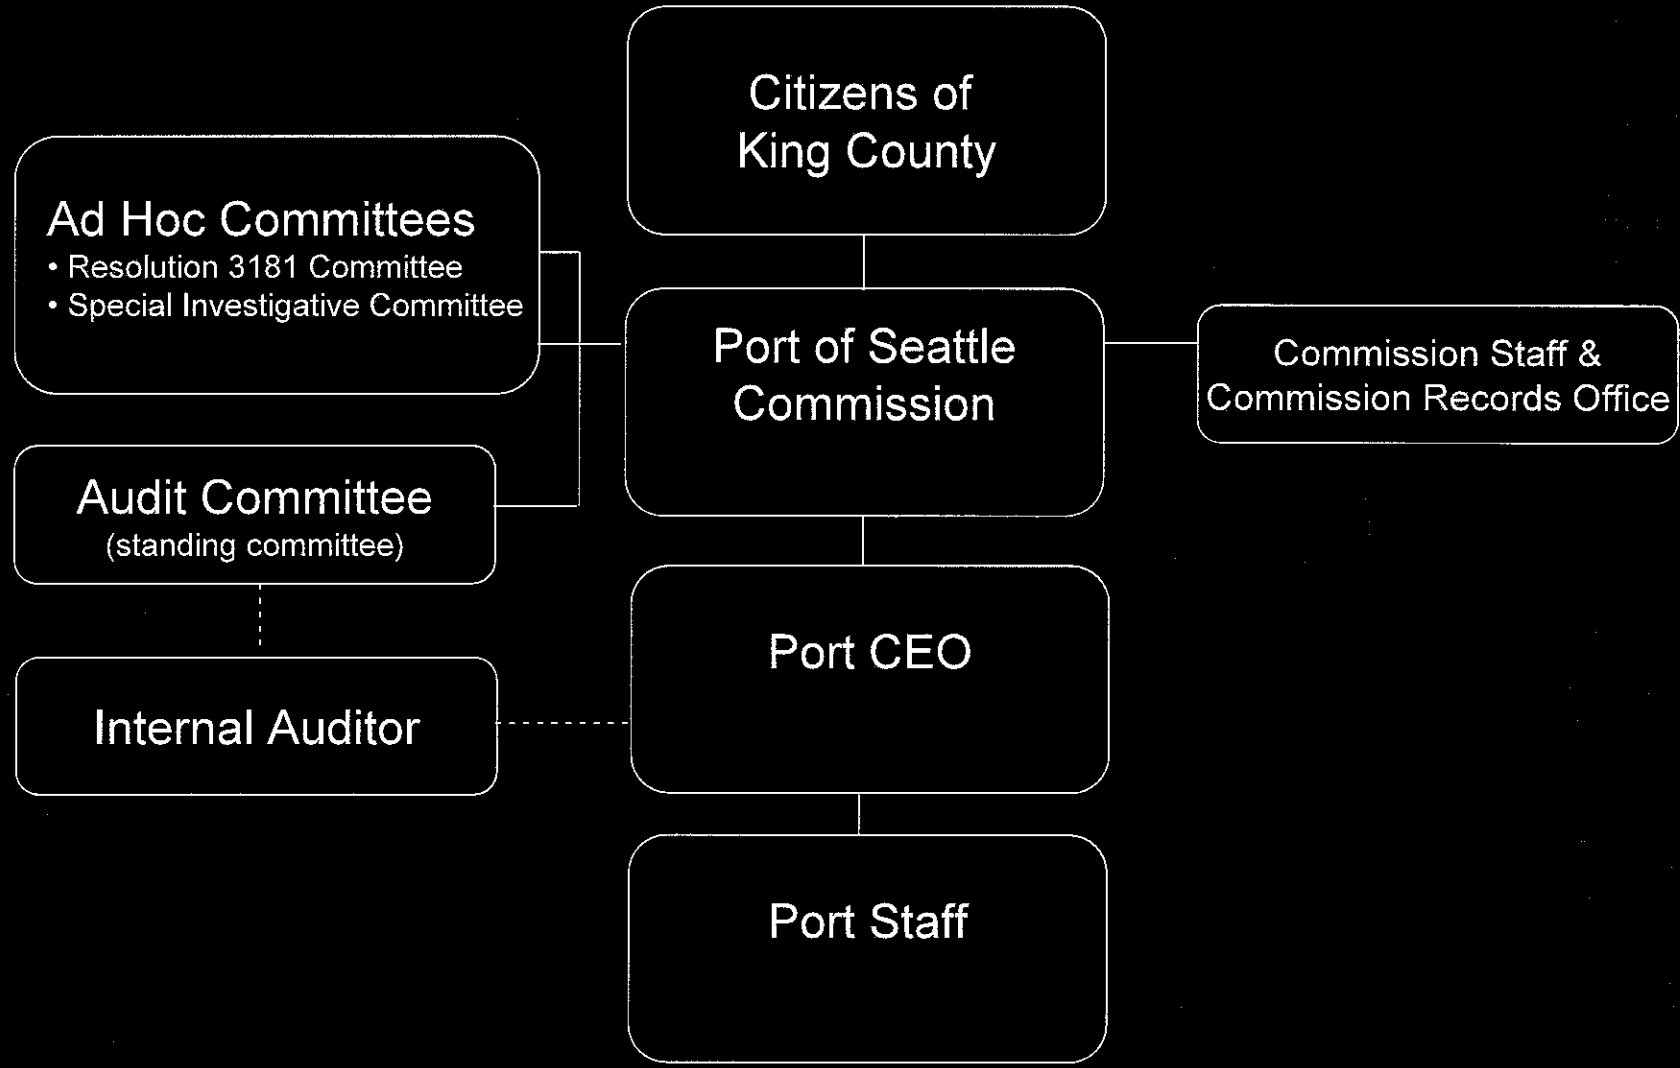 Citizens of
King County
Ad Hoc Committees
• Resolution 3181 Committee
• Special Investigative Committee
Port of Seattle
Commission
Commission Staff &
Commission Records Office
Audit Committee
(standing committee)
Port CEO
Internal Auditor
Port Staff